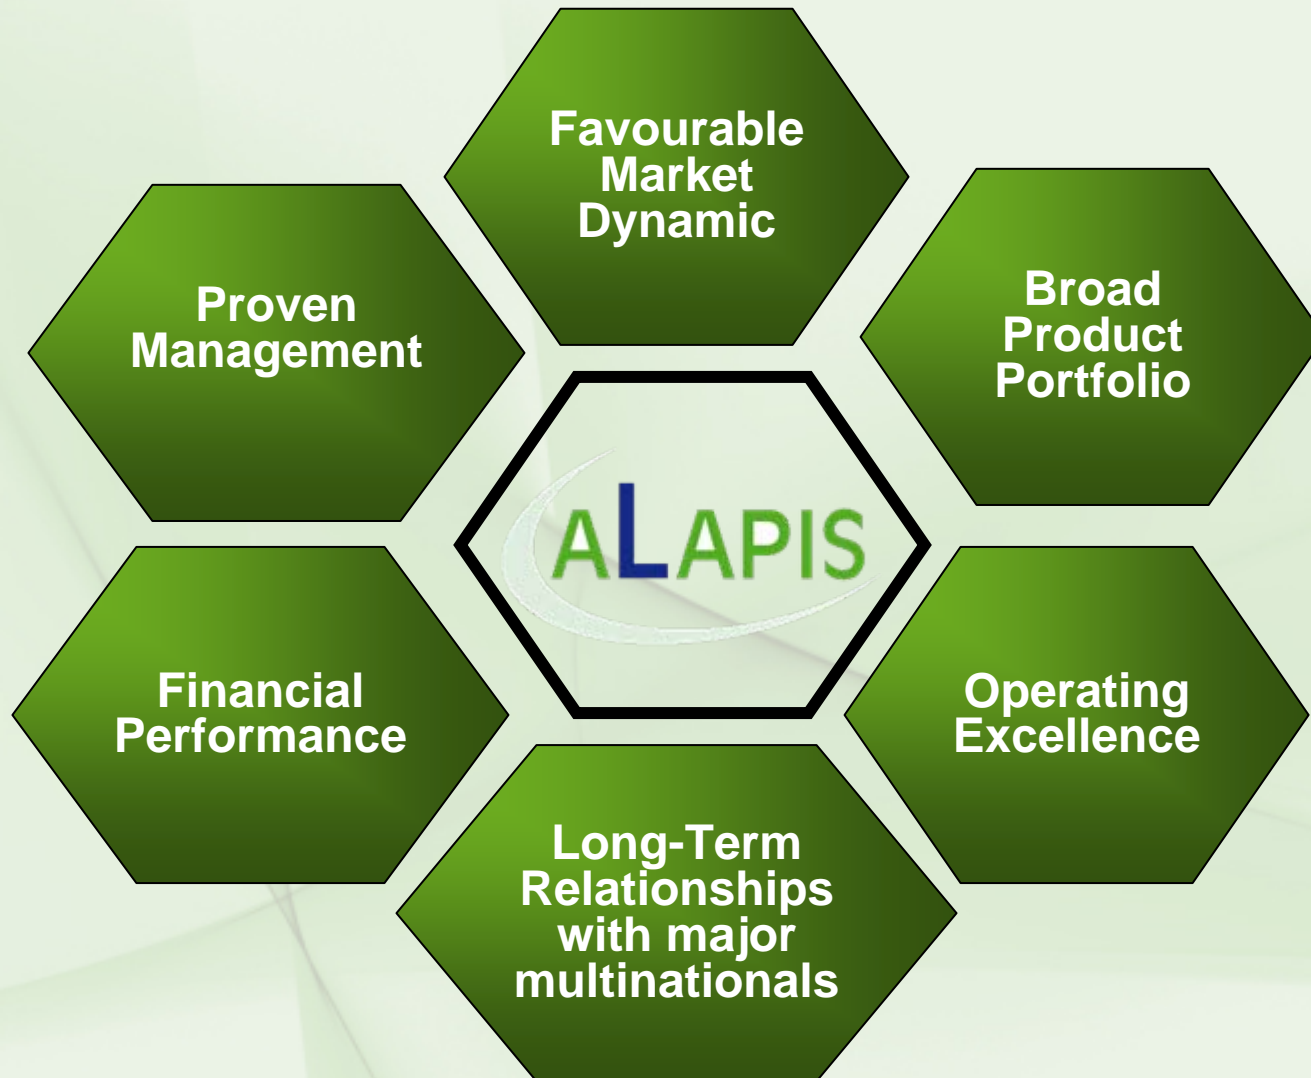 Favourable
Market
Dynamic
Proven
Management
Broad
Product
Portfolio
ALAPIS
Financial
Performance
Operating
Excellence
Long-Term
Relationships
with major
multinationals